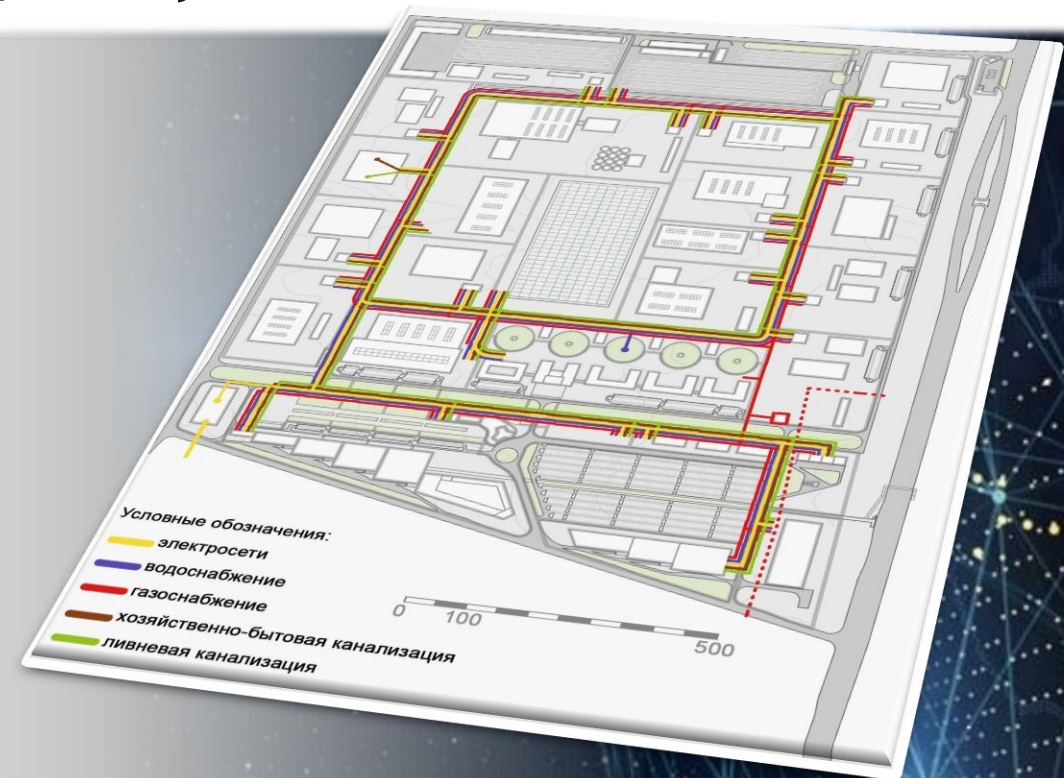 Условные обозначения:
электросети
водоснабжение
газоснабжение
хозяйственно-бытовая канализация
ливневая канализация
0 100 500